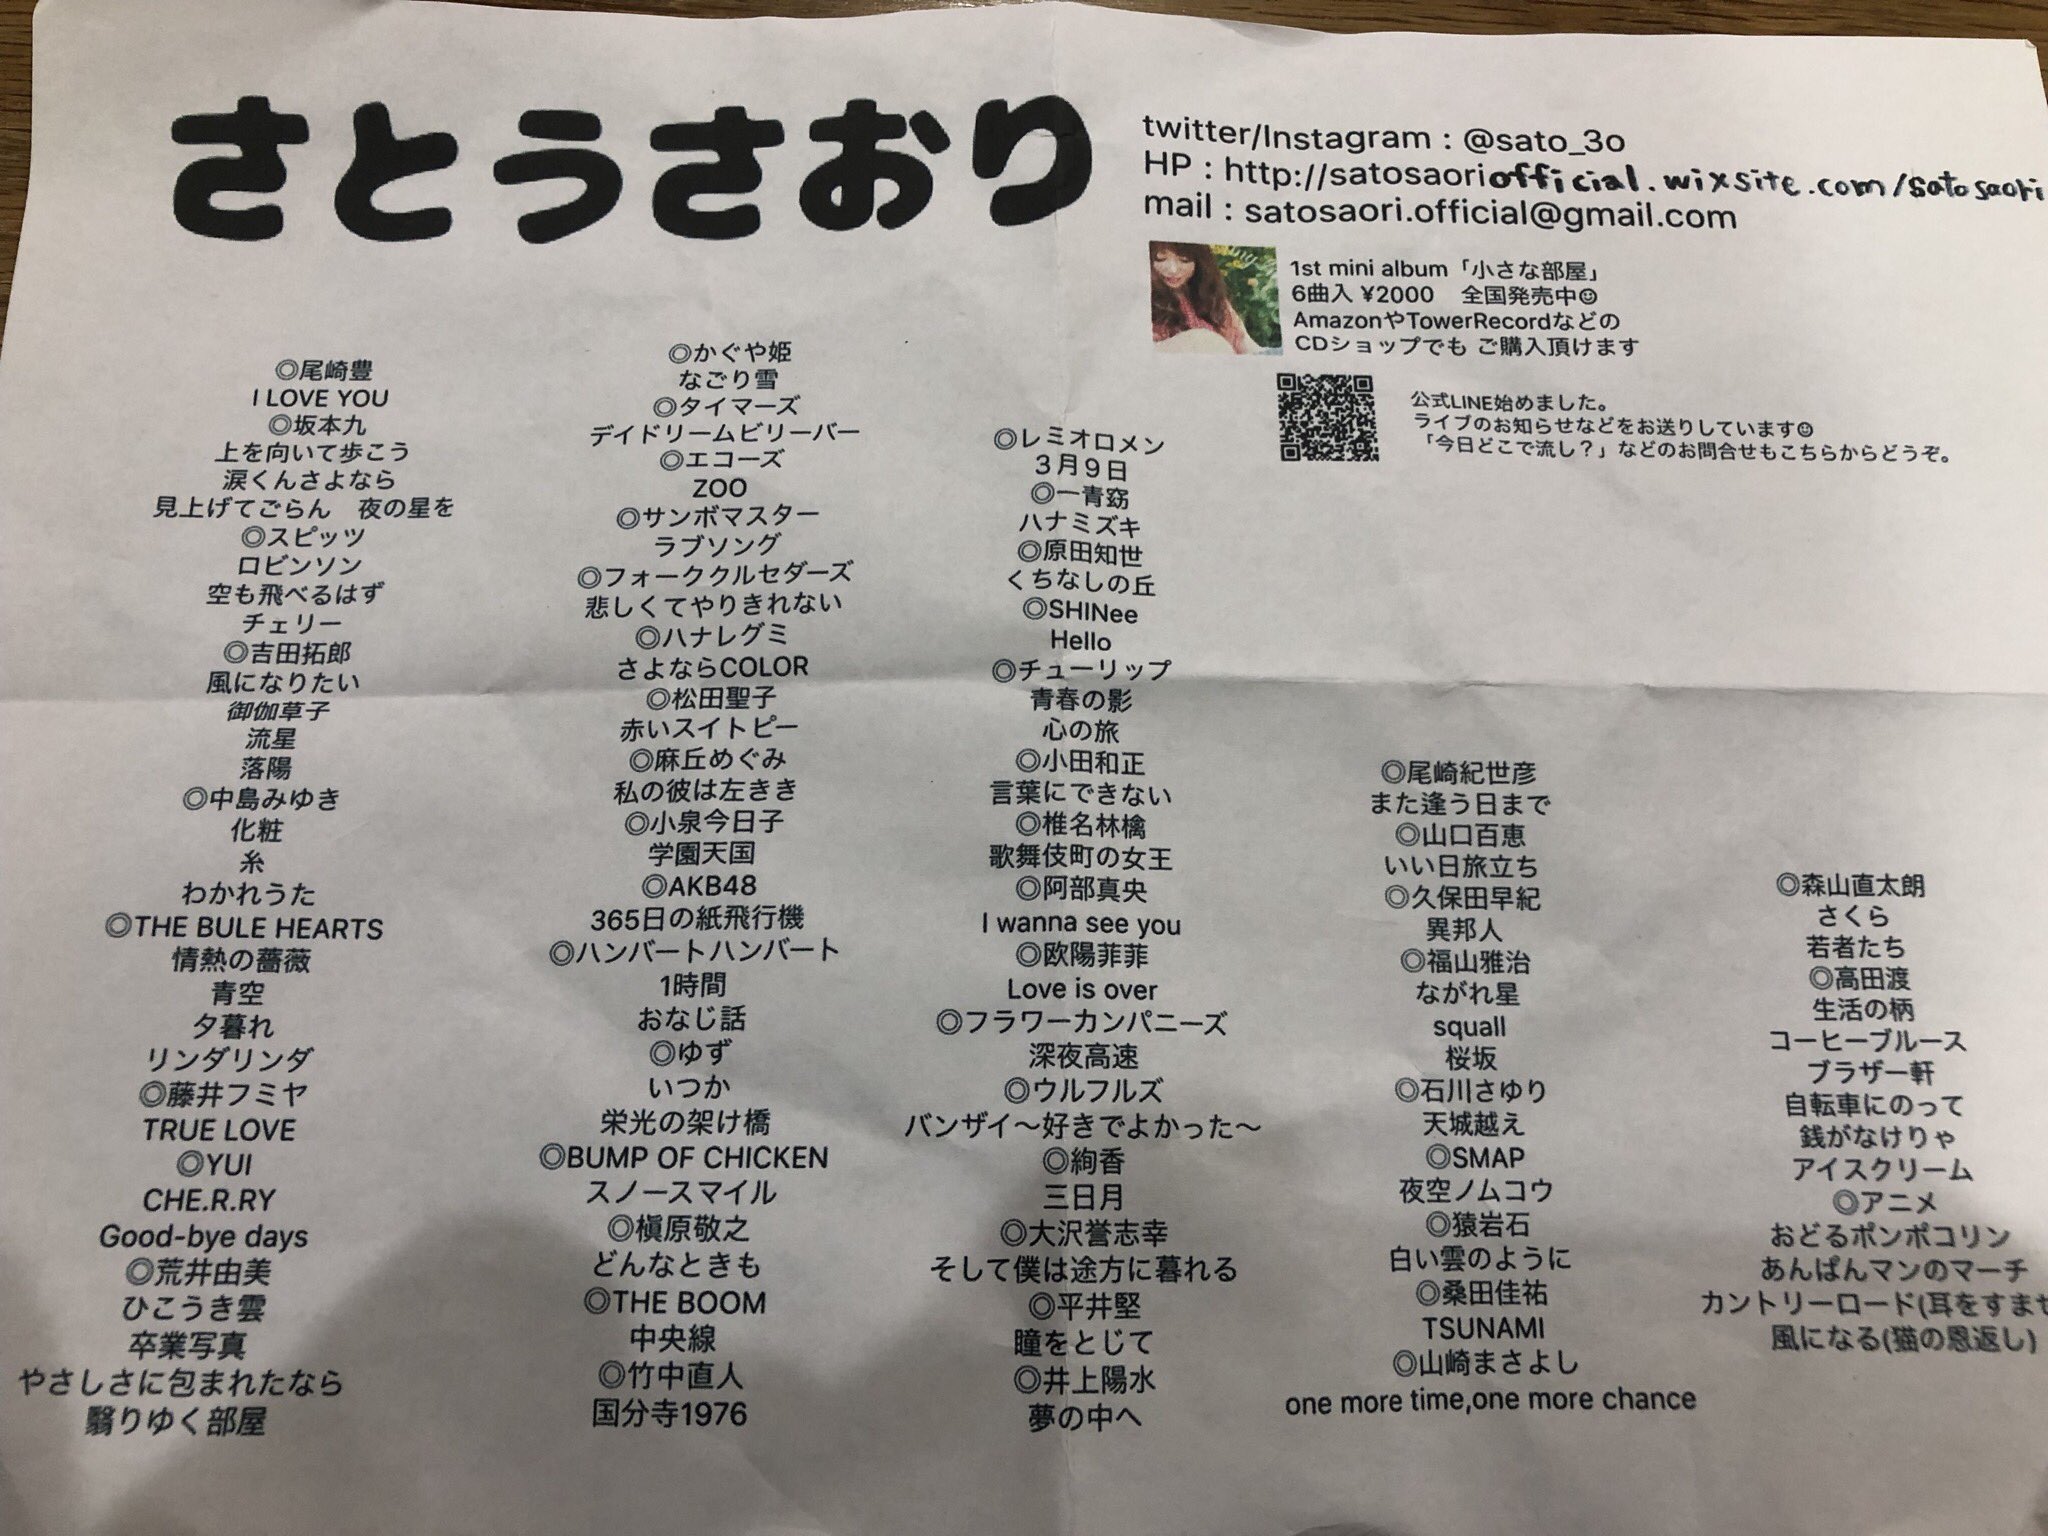 さとうさおり
twitter/Instagram : @sato_3o
HP : http://satosaoriofficial.wixsite.com/satosaori
mail : satosaori.official@gmail.com
1st mini album「小さな部屋」
6曲入 ¥2000　全国発売中☺
AmazonやTowerRecordなどの
CDショップでも ご購入頂けます
公式LINE始めました。
ライブのお知らせなどをお送りしています☺
「今日どこで流し？」などのお問合せもこちらからどうぞ。
◎尾崎豊
I LOVE YOU
◎坂本九
上を向いて歩こう
涙くんさよなら
見上げてごらん　夜の星を
◎スピッツ
ロビンソン
空も飛べるはず
チェリー
◎吉田拓郎
風になりたい
御伽草子
流星
落陽
◎中島みゆき
化粧
糸
わかれうた
◎THE BULE HEARTS
情熱の薔薇
青空
夕暮れ
リンダリンダ
◎藤井フミヤ
TRUE LOVE
◎YUI
CHE.R.RY
Good-bye days
◎荒井由美
ひこうき雲
卒業写真
やさしさに包まれたなら
翳りゆく部屋
◎かぐや姫
なごり雪
◎タイマーズ
デイドリームビリーバー
◎エコーズ
ZOO
◎サンボマスター
ラブソング
◎フォーククルセダーズ
悲しくてやりきれない
◎ハナレグミ
さよならCOLOR
◎松田聖子
赤いスイトピー
◎麻丘めぐみ
私の彼は左きき
◎小泉今日子
学園天国
◎AKB48
365日の紙飛行機
◎ハンバートハンバート
1時間
おなじ話
◎ゆず
いつか
栄光の架け橋
◎BUMP OF CHICKEN
スノースマイル
◎槇原敬之
どんなときも
◎THE BOOM
中央線
◎竹中直人
国分寺1976
◎レミオロメン
３月９日
◎一青窈
ハナミズキ
◎原田知世
くちなしの丘
◎SHINee
Hello
◎チューリップ
青春の影
心の旅
◎小田和正
言葉にできない
◎椎名林檎
歌舞伎町の女王
◎阿部真央
I wanna see you
◎欧陽菲菲
Love is over
◎フラワーカンパニーズ
深夜高速
◎ウルフルズ
バンザイ〜好きでよかった〜
◎絢香
三日月
◎大沢誉志幸
そして僕は途方に暮れる
◎平井堅
瞳をとじて
◎井上陽水
夢の中へ
◎尾崎紀世彦
また逢う日まで
◎山口百恵
いい日旅立ち
◎久保田早紀
異邦人
◎福山雅治
ながれ星
squall
桜坂
◎石川さゆり
天城越え
◎SMAP
夜空ノムコウ
◎猿岩石
白い雲のように
◎桑田佳祐
TSUNAMI
◎山崎まさよし
one more time,one more chance
◎森山直太朗
さくら
若者たち
◎高田渡
生活の柄
コーヒーブルース
ブラザー軒
自転車にのって
銭がなけりゃ
アイスクリーム
◎アニメ
おどるポンポコリン
あんぱんマンのマーチ
カントリーロード(耳をすませ
風になる(猫の恩返し)